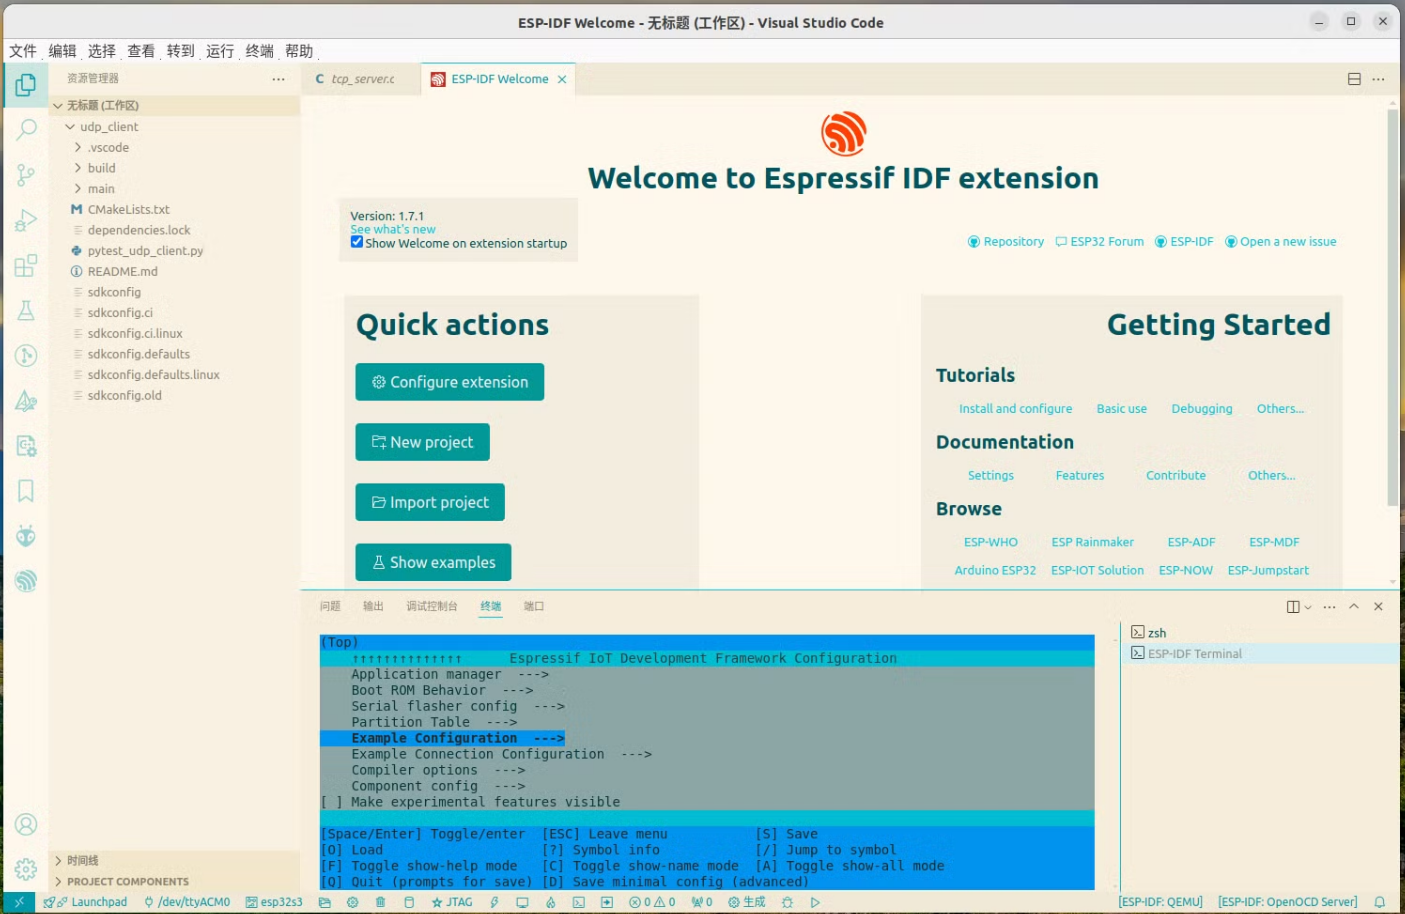 ESP-IDF Welcome - 无标题 (工作区) - Visual Studio Code
文件 编辑 选择 查看 转到 运行 终端 帮助
资源管理器
无标题 (工作区)
udp_client
.vscode
build
main
CMakeLists.txt
dependencies.lock
pytest_udp_client.py
README.md
sdkconfig
sdkconfig.ci
sdkconfig.ci.linux
sdkconfig.defaults
sdkconfig.defaults.linux
sdkconfig.old
时间线
PROJECT COMPONENTS
C tcp_server.c
ESP-IDF Welcome
Welcome to Espressif IDF extension
Version: 1.7.1
See what's new
Show Welcome on extension startup
Repository ESP32 Forum ESP-IDF Open a new issue
Quick actions
Configure extension
New project
Import project
Show examples
Getting Started
Tutorials
Install and configure Basic use Debugging Others...
Documentation
Settings Features Contribute Others...
Browse
ESP-WHO ESP Rainmaker ESP-ADF ESP-MDF
Arduino ESP32 ESP-IOT Solution ESP-NOW ESP-Jumpstart
问题 输出 调试控制台 终端 端口
(Top)
↑↑↑↑↑↑↑↑↑↑↑↑↑↑ Espressif IoT Development Framework Configuration
Application manager --->
Boot ROM Behavior --->
Serial flasher config --->
Partition Table --->
Example Configuration --->
Example Connection Configuration --->
Compiler options --->
Component config --->
[ ] Make experimental features visible
[Space/Enter] Toggle/enter [ESC] Leave menu [S] Save
[O] Load [?] Symbol info [/] Jump to symbol
[F] Toggle show-help mode [C] Toggle show-name mode [A] Toggle show-all mode
[Q] Quit (prompts for save) [D] Save minimal config (advanced)
zsh
ESP-IDF Terminal
Launchpad /dev/ttyACM0 esp32s3 JTAG 0 0 0 生成 [ESP-IDF: QEMU] [ESP-IDF: OpenOCD Server]